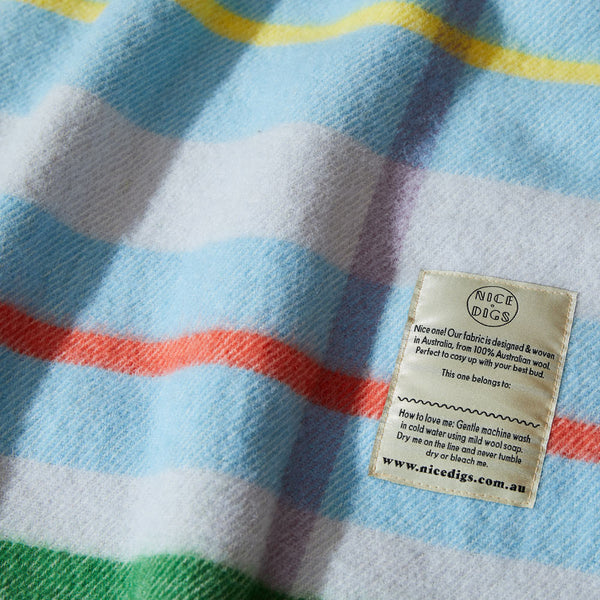 NICE
DIGS
Nice one! Our fabric is designed & woven
in Australia, from 100% Australian wool.
Perfect to cosy up with your best bud.
This one belongs to:
How to love me: Gentle machine wash
in cold water using mild wool soap.
Dry me on the line and never tumble
dry or bleach me.
www.nicedigs.com.au